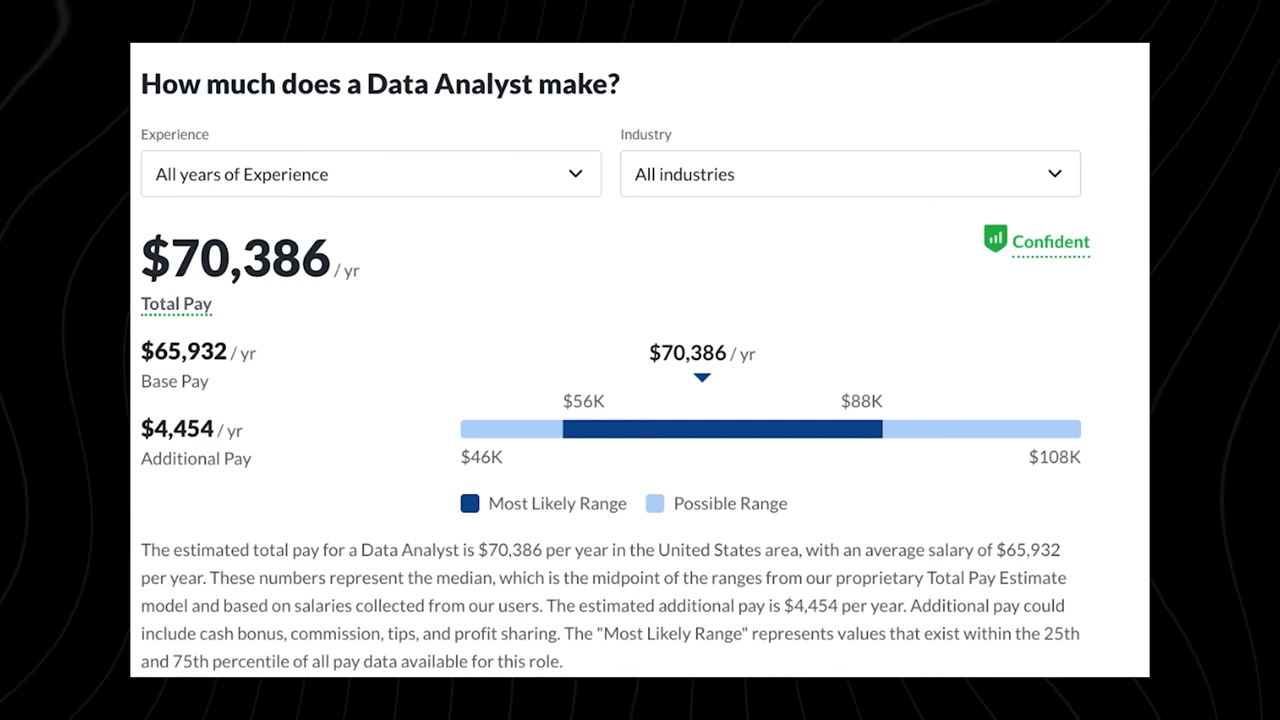 How much does a Data Analyst make?
Experience
Industry
All years of Experience
All industries
$70,386 / yr
Confident
Total Pay
$65,932 / yr
Base Pay
$4,454 / yr
Additional Pay
$70,386 / yr
$56K
$88K
$46K
$108K
Most Likely Range
Possible Range
The estimated total pay for a Data Analyst is $70,386 per year in the United States area, with an average salary of $65,932
per year. These numbers represent the median, which is the midpoint of the ranges from our proprietary Total Pay Estimate
model and based on salaries collected from our users. The estimated additional pay is $4,454 per year. Additional pay could
include cash bonus, commission, tips, and profit sharing. The "Most Likely Range" represents values that exist within the 25th
and 75th percentile of all pay data available for this role.